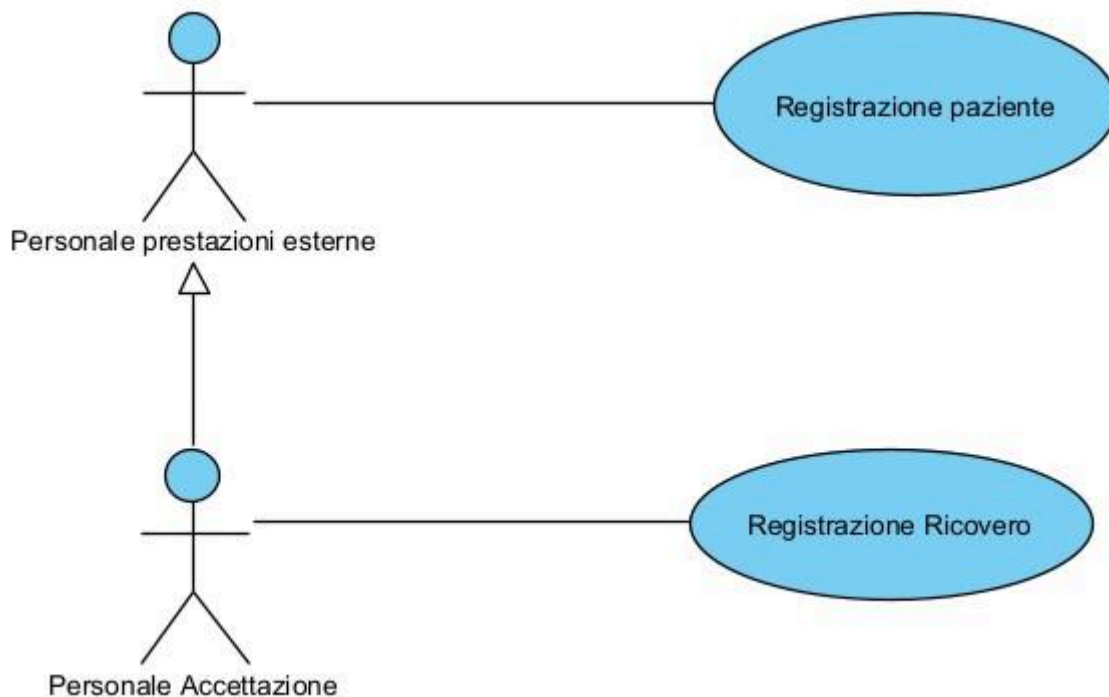 Registrazione paziente
Personale prestazioni esterne
Registrazione Ricovero
Personale Accettazione